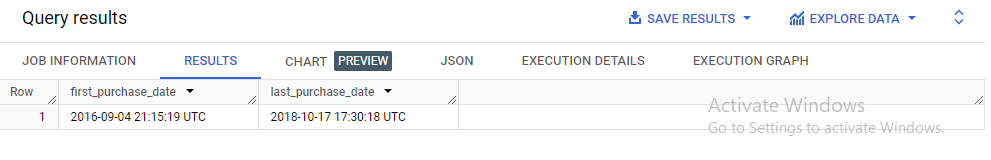 Query results SAVE RESULTS EXPLORE DATA
JOB INFORMATION RESULTS CHART PREVIEW JSON EXECUTION DETAILS EXECUTION GRAPH
Row first_purchase_date last_purchase_date
1 2016-09-04 21:15:19 UTC 2018-10-17 17:30:18 UTC
Activate Windows
Go to Settings to activate Windows.